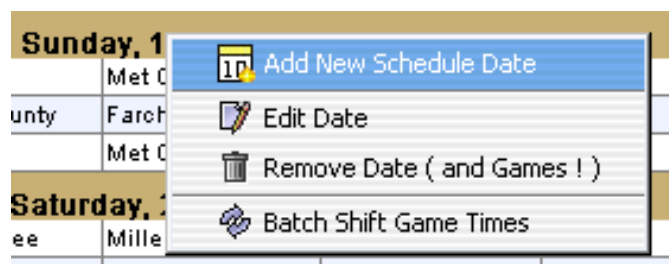 Sunday, 1
Add New Schedule Date
Met
unty Farch
Edit Date
Met
Remove Date ( and Games ! )
Saturday,
Batch Shift Game Times
ee Mille